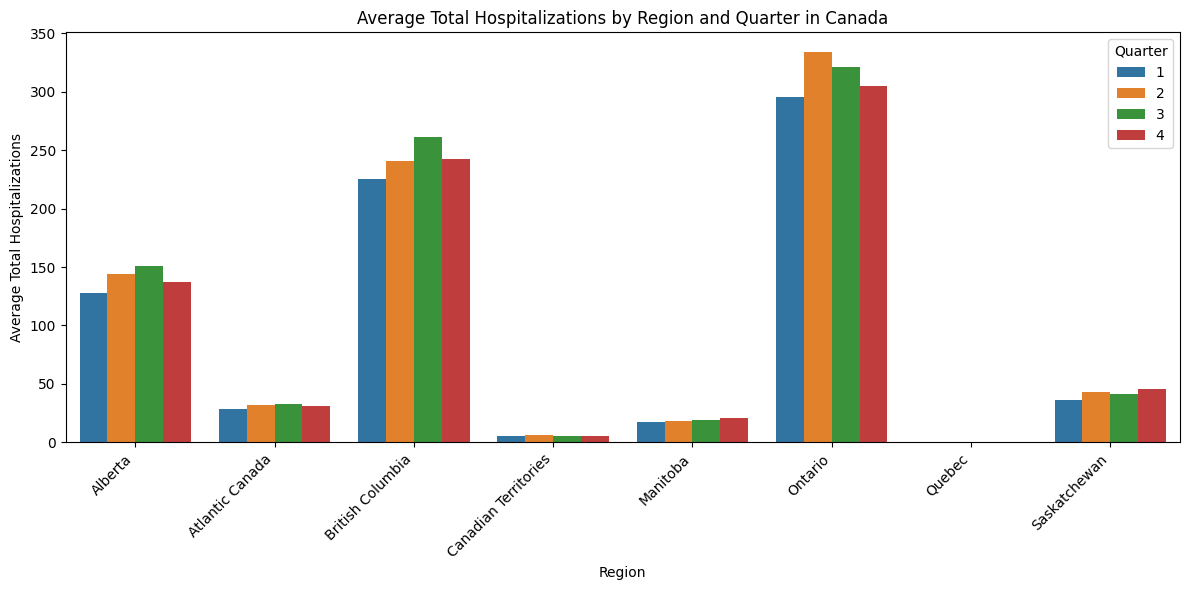 Average Total Hospitalizations by Region and Quarter in Canada
Average Total Hospitalizations
350
300
250
200
150
100
50
0
Quarter
1
2
3
4
Alberta
Atlantic Canada
British Columbia
Canadian Territories
Manitoba
Ontario
Quebec
Saskatchewan
Region